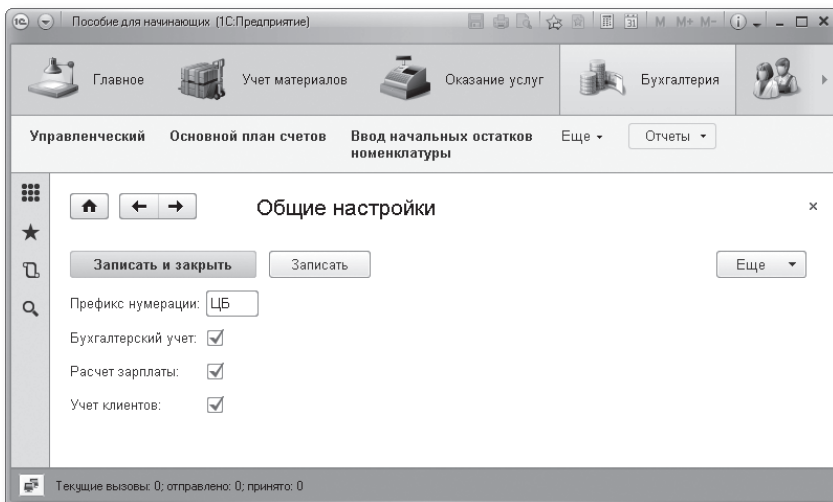 1С Пособие для начинающих (1С:Предприятие) 31 M M+ M- i
Главное Учет материалов Оказание услуг Бухгалтерия
Управленческий Основной план счетов Ввод начальных остатков номенклатуры Еще Отчеты
Общие настройки
Записать и закрыть Записать Еще
Префикс нумерации: ЦБ
Бухгалтерский учет:
Расчет зарплаты:
Учет клиентов:
Текущие вызовы: 0; отправлено: 0; принято: 0